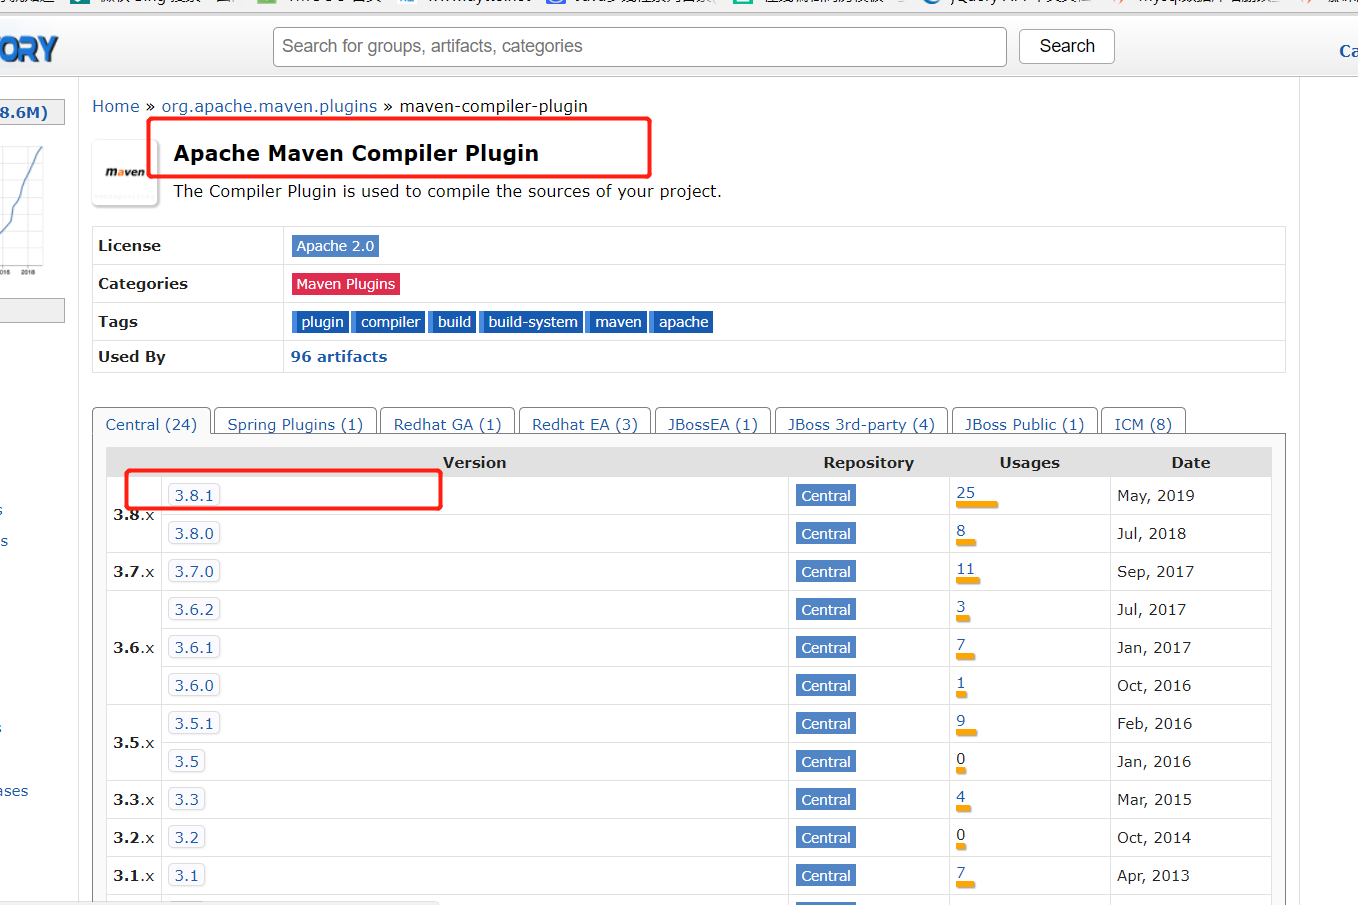 ORY
Search for groups, artifacts, categories
Search
Ca
8.6M)
Home » org.apache.maven.plugins » maven-compiler-plugin
maven
Apache Maven Compiler Plugin
The Compiler Plugin is used to compile the sources of your project.
2018
License Apache 2.0
Categories Maven Plugins
Tags plugin compiler build build-system maven apache
Used By 96 artifacts
Central (24) Spring Plugins (1) Redhat GA (1) Redhat EA (3) JBossEA (1) JBoss 3rd-party (4) JBoss Public (1) ICM (8)
Version Repository Usages Date
3.8.x 3.8.1 Central 25 May, 2019
3.8.0 Central 8 Jul, 2018
3.7.x 3.7.0 Central 11 Sep, 2017
3.6.x 3.6.2 Central 3 Jul, 2017
3.6.1 Central 7 Jan, 2017
3.6.0 Central 1 Oct, 2016
3.5.x 3.5.1 Central 9 Feb, 2016
3.5 Central 0 Jan, 2016
3.3.x 3.3 Central 4 Mar, 2015
3.2.x 3.2 Central 0 Oct, 2014
3.1.x 3.1 Central 7 Apr, 2013
s
s
s
ases